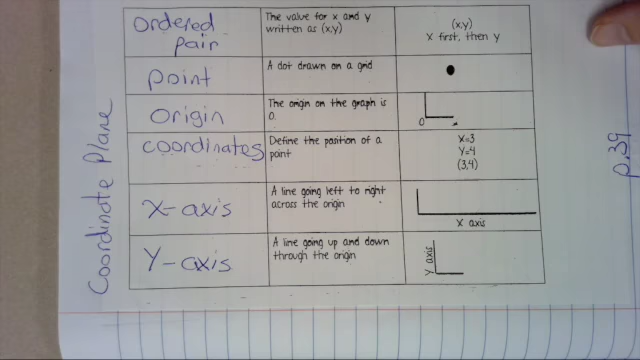 Coordinate Plane
Ordered pair
The value for x and y
written as (x,y)
(x,y)
X first, then y
point
A dot drawn on a grid
origin
The origin on the graph is
0.
0
coordinates
Define the position of a
point
X=3
Y=4
(3,4)
X-axis
A line going left to right
across the origin
X axis
Y-axis
A line going up and down
through the origin
Y axis
p.39